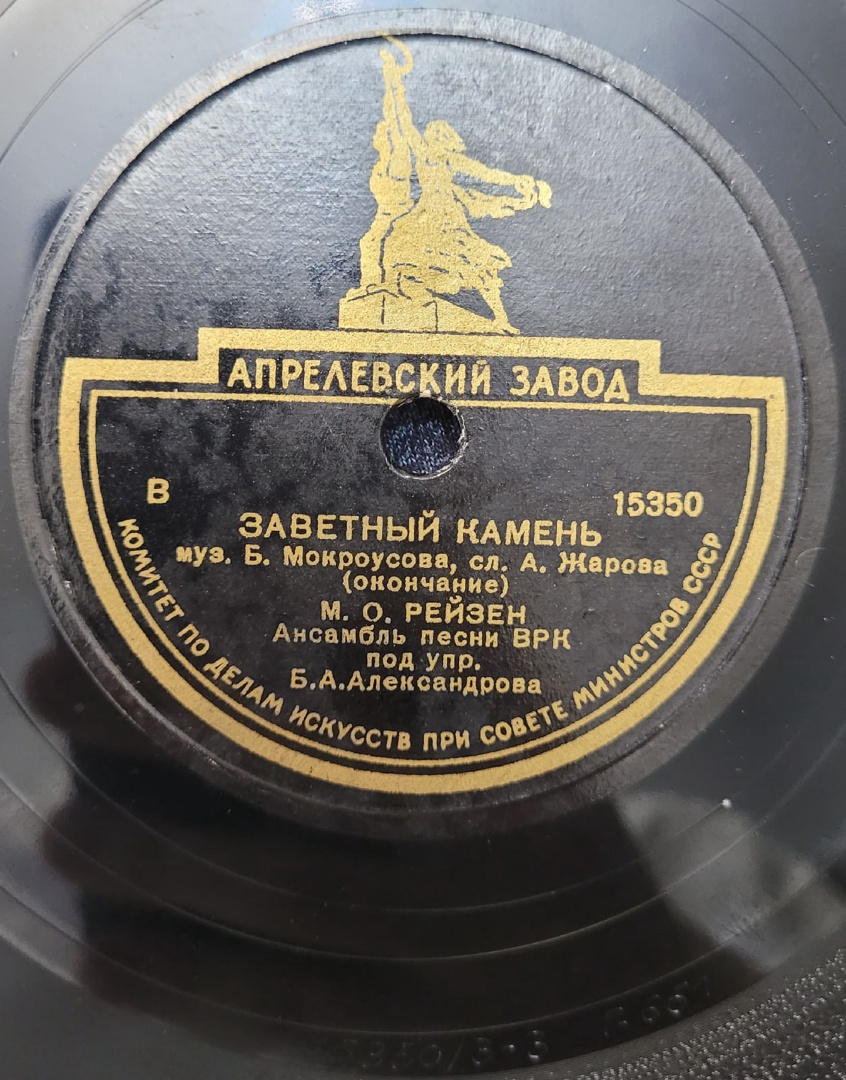 АПРЕЛЕВСКИЙ ЗАВОД
В 15350
ЗАВЕТНЫЙ КАМЕНЬ
муз. Б. Мокроусова, сл. А. Жарова
(окончание)
М. О. РЕЙЗЕН
Ансамбль песни ВРК
под упр.
Б.А.Александрова
КОМИТЕТ ПО ДЕЛАМ ИСКУССТВ ПРИ СОВЕТЕ МИНИСТРОВ СССР